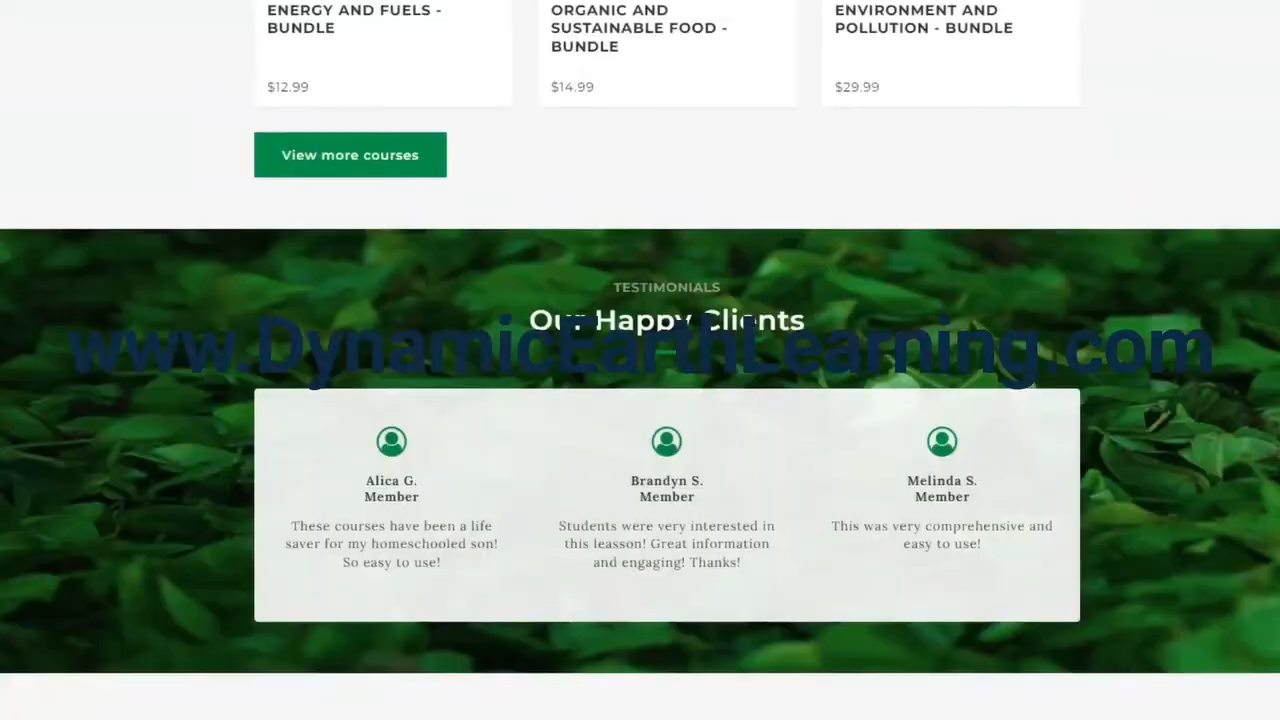 ENERGY AND FUELS -
BUNDLE
$12.99
ORGANIC AND
SUSTAINABLE FOOD -
BUNDLE
$14.99
ENVIRONMENT AND
POLLUTION - BUNDLE
$29.99
View more courses
TESTIMONIALS
Our Happy Clients
www.DynamicEarthLearning.com
Alica G.
Member
These courses have been a life
saver for my homeschooled son!
So easy to use!
Brandyn S.
Member
Students were very interested in
this leasson! Great information
and engaging! Thanks!
Melinda S.
Member
This was very comprehensive and
easy to use!